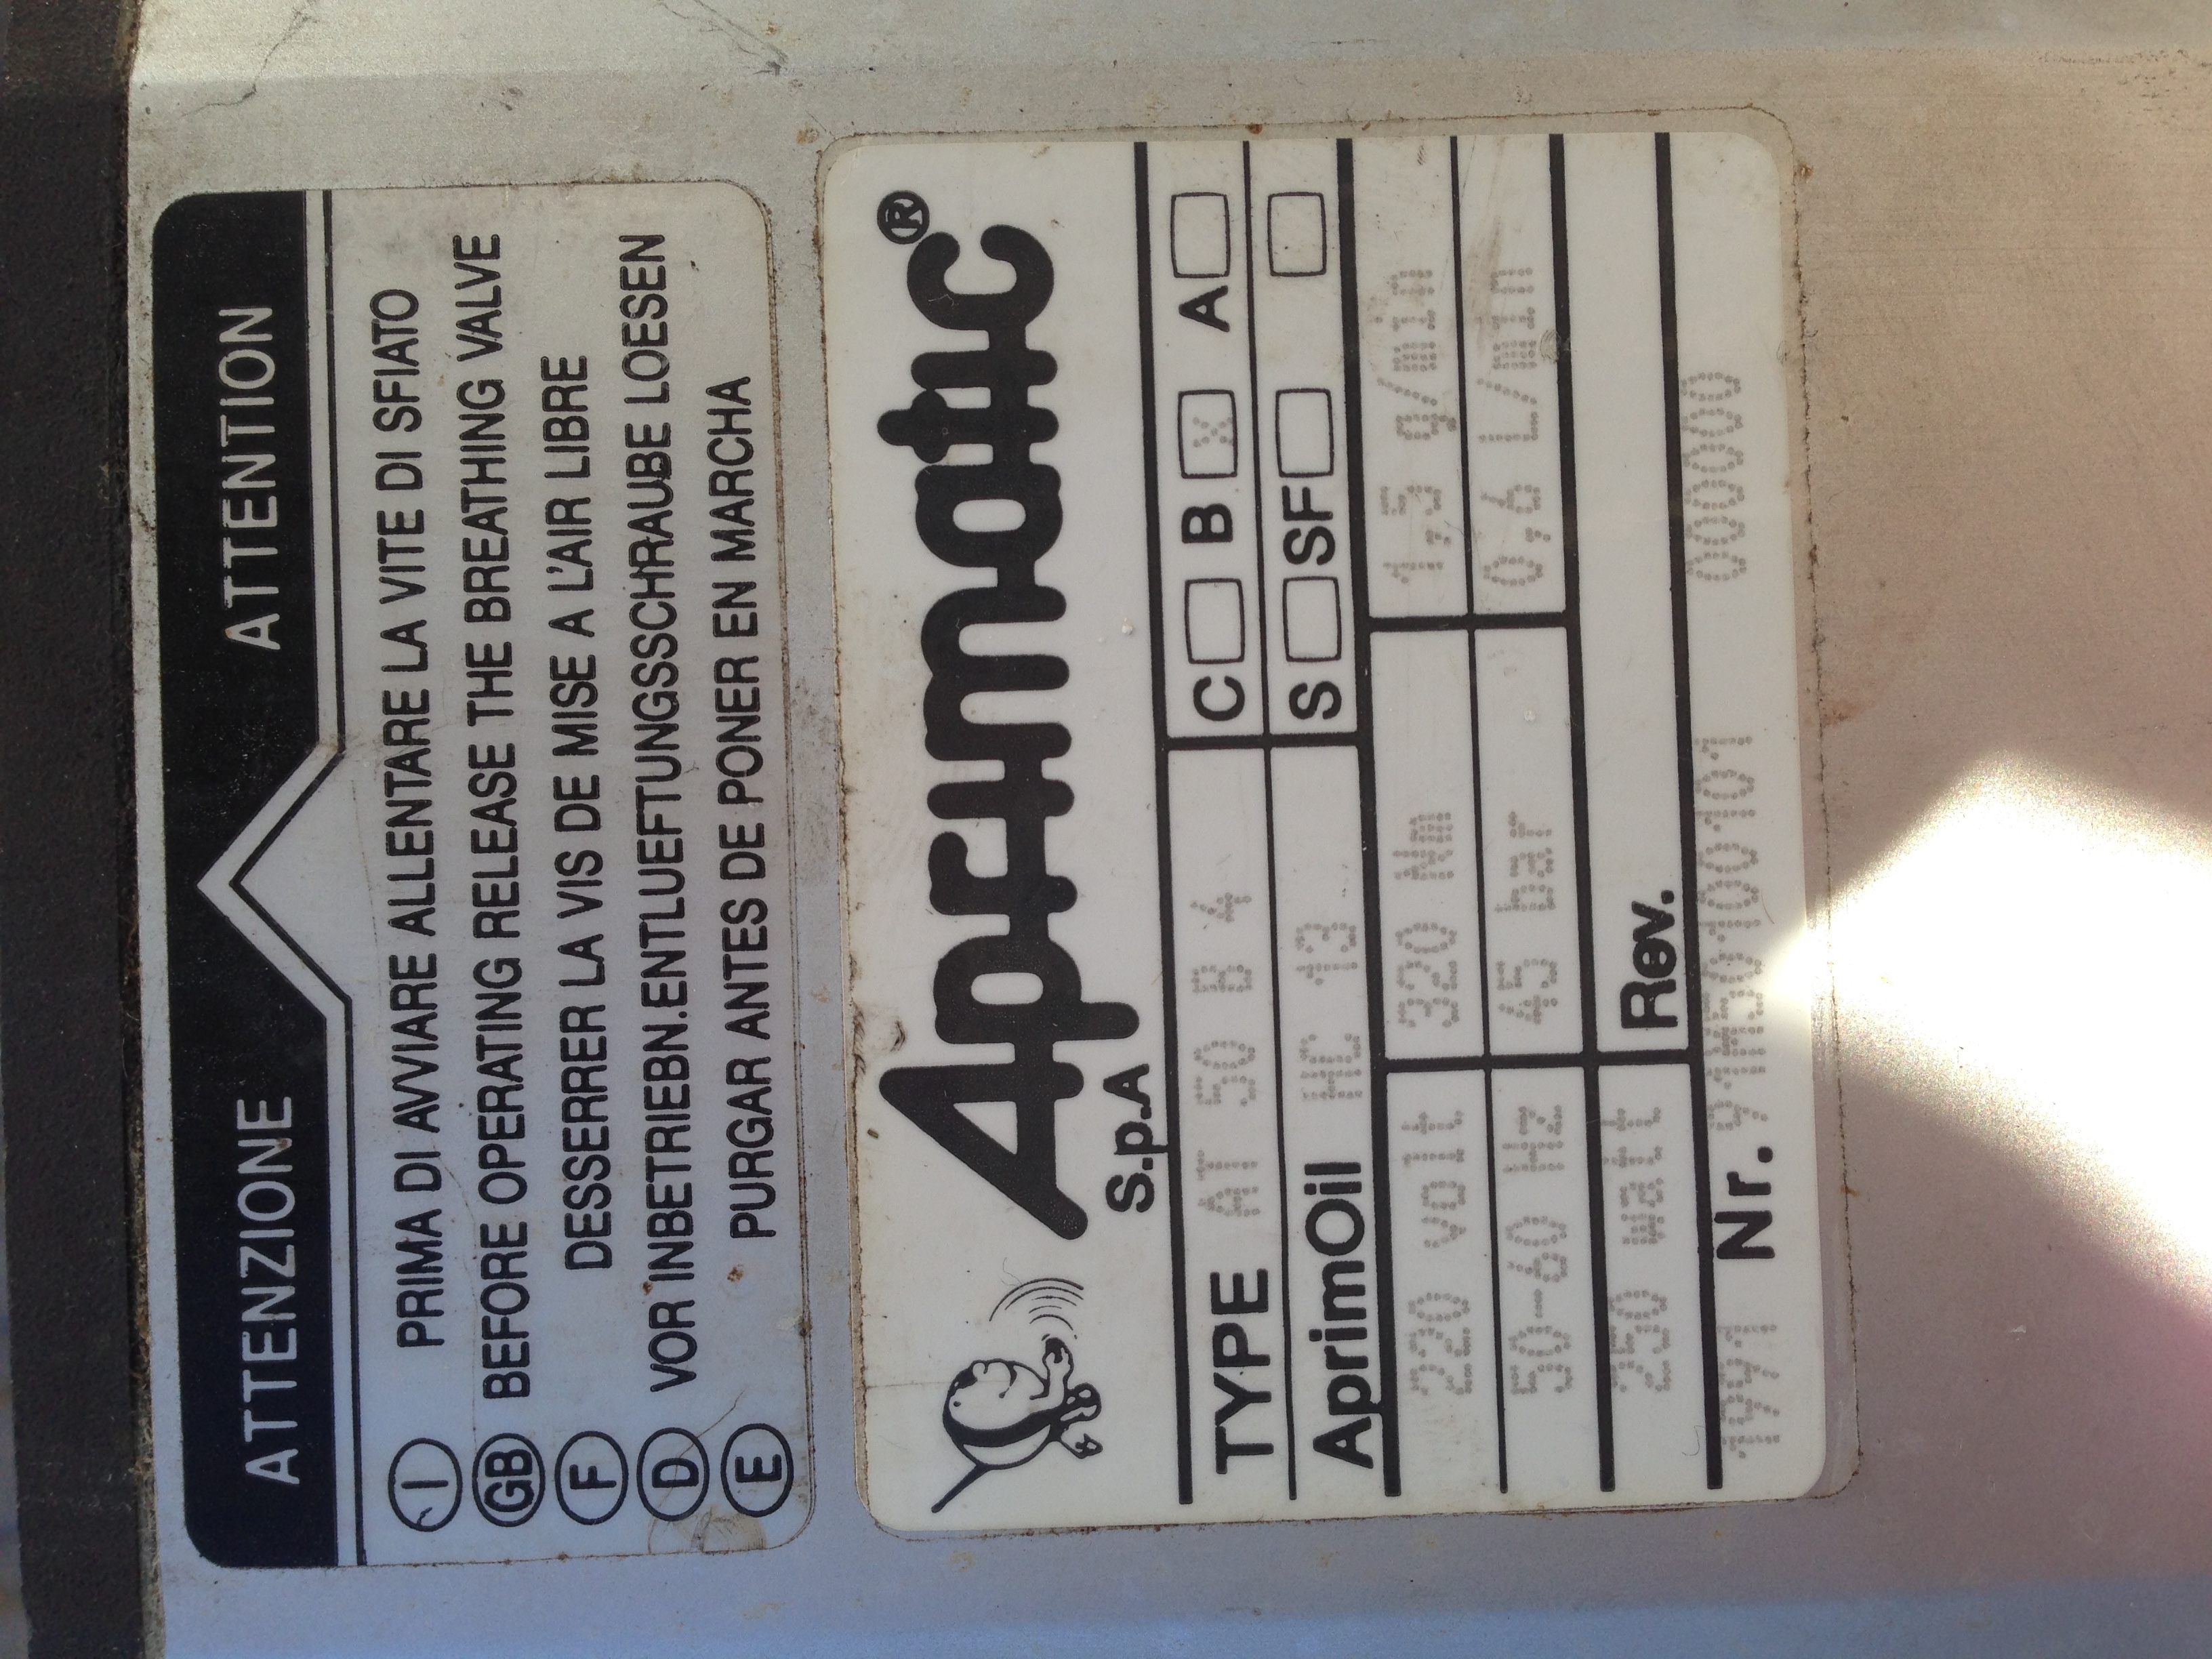 ATTENZIONE ATTENTION
I PRIMA DI AVVIARE ALLENTARE LA VITE DI SFIATO
GB BEFORE OPERATING RELEASE THE BREATHING VALVE
F DESSERRER LA VIS DE MISE A L'AIR LIBRE
D VOR INBETRIEBN.ENTLUEFTUNGSSCHRAUBE LOESEN
E PURGAR ANTES DE PONER EN MARCHA
Aprimatic®
S.p.A
TYPE AT 50 B 4 C B x A
AprimOil HC 13 S SF
220 volt 320 Nm 1,5 g/min
50-60 Hz 45 bar 0,6 l/min
250 watt Rev.
Nr. 00000